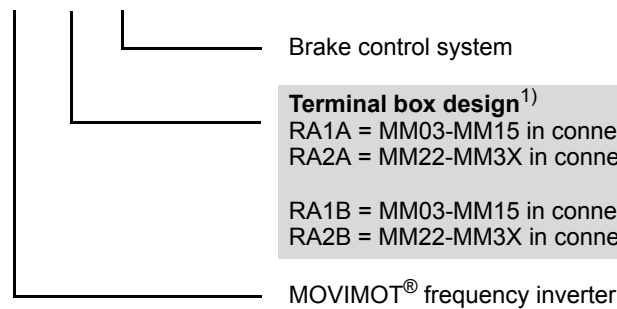 Brake control system
Terminal box design1)
RA1A = MM03-MM15 in conne
RA2A = MM22-MM3X in conne
RA1B = MM03-MM15 in conne
RA2B = MM22-MM3X in conne
MOVIMOT® frequency inverter